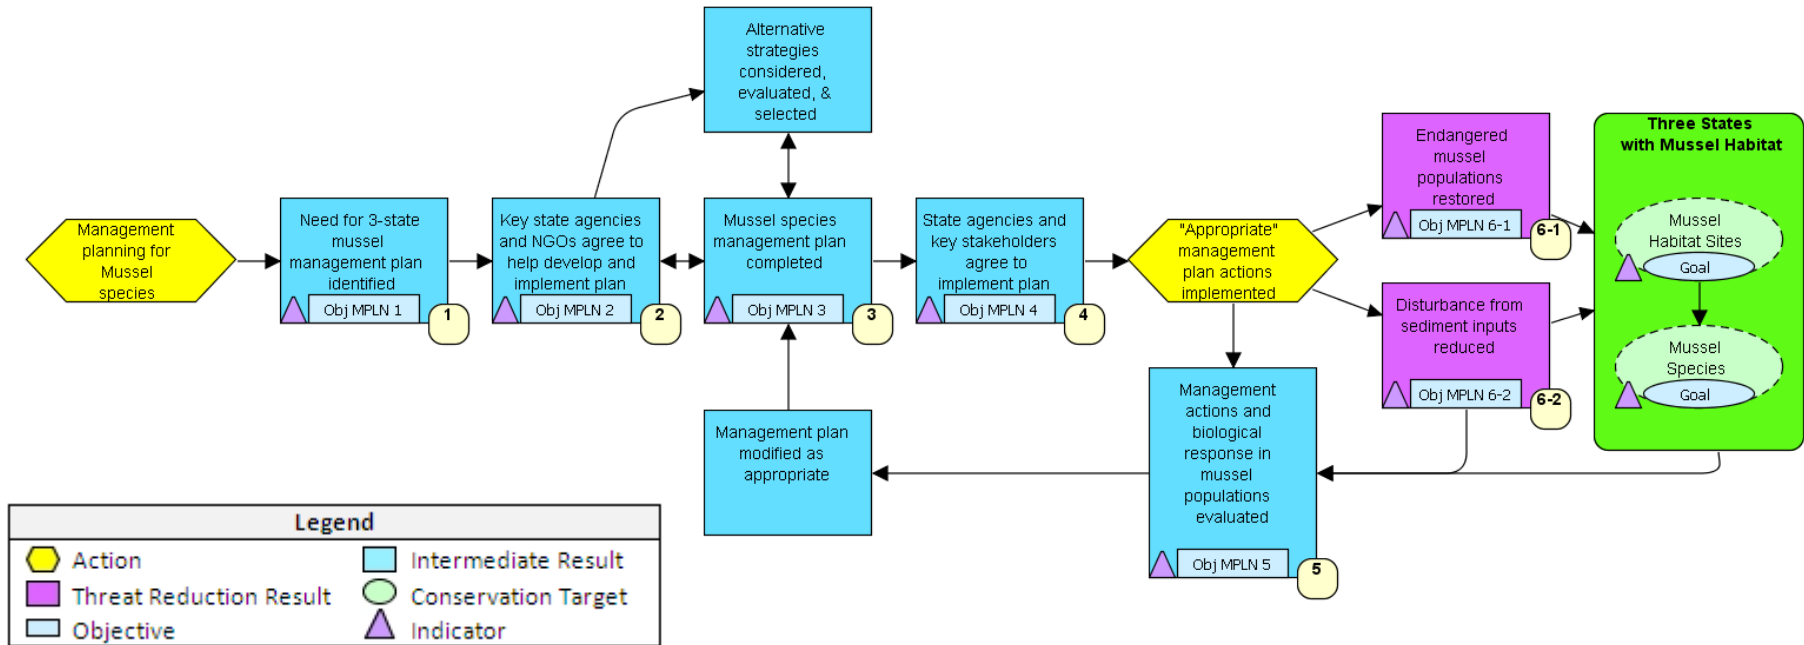 Alternative
strategies
considered,
evaluated, &
selected
Management
planning for
Mussel
species
Need for 3-state
mussel
management plan
identified
Obj MPLN 1
1
Key state agencies
and NGOs agree to
help develop and
implement plan
Obj MPLN 2
2
Mussel species
management plan
completed
Obj MPLN 3
3
State agencies and
key stakeholders
agree to
implement plan
Obj MPLN 4
4
"Appropriate"
management
plan actions
implemented
Endangered
mussel
populations
restored
Obj MPLN 6-1
6-1
Disturbance from
sediment inputs
reduced
Obj MPLN 6-2
6-2
Three States
with Mussel Habitat
Mussel
Habitat Sites
Goal
Mussel
Species
Goal
Management
actions and
biological
response in
mussel
populations
evaluated
Obj MPLN 5
5
Management plan
modified as
appropriate
Legend
Action
Intermediate Result
Threat Reduction Result
Conservation Target
Objective
Indicator